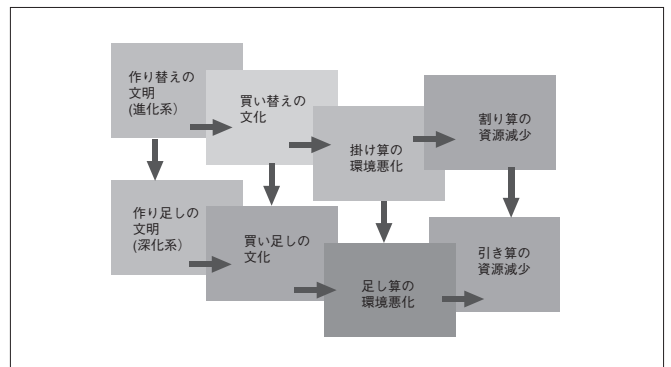 作り替えの
文明
(進化系)
買い替えの
文化
掛け算の
環境悪化
割り算の
資源減少
作り足しの
文明
(深化系)
買い足しの
文化
足し算の
環境悪化
引き算の
資源減少